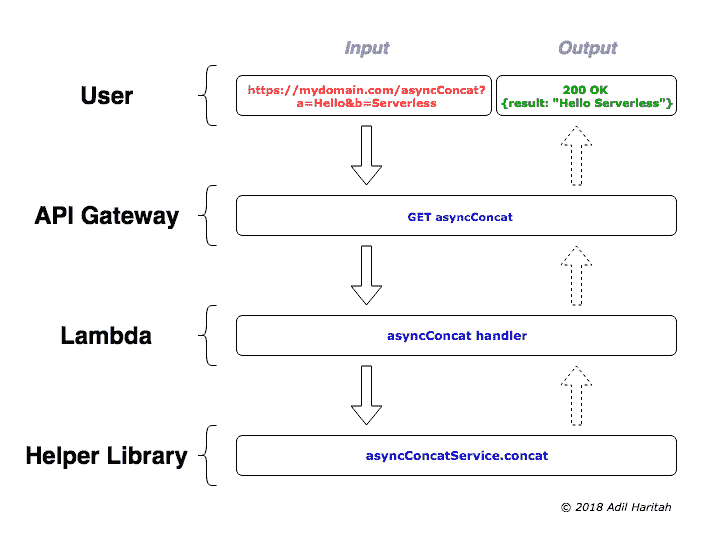 Input
Output
User
https://mydomain.com/asyncConcat?
a=Hello&b=Serverless
200 OK
{result: "Hello Serverless"}
API Gateway
GET asyncConcat
Lambda
asyncConcat handler
Helper Library
asyncConcatService.concat
© 2018 Adil Haritah